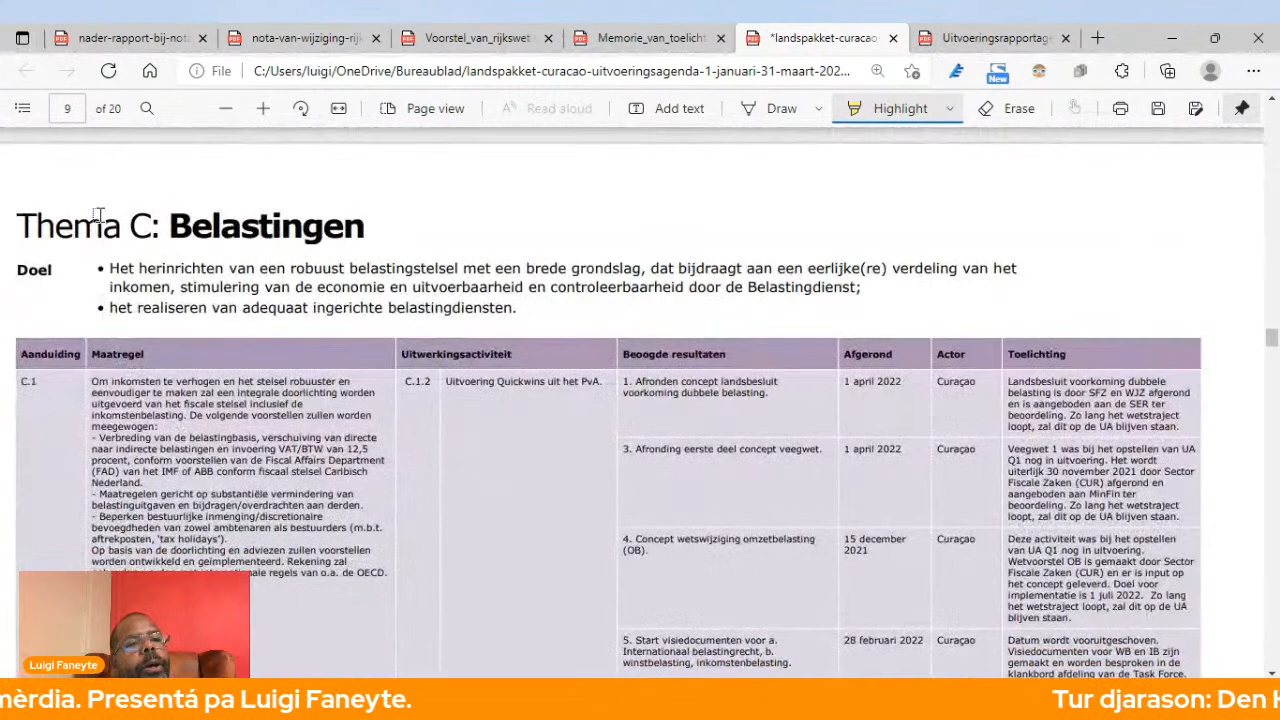 nader-rapport-bij-not
nota-van-wijziging-rijk
Voorstel_van_rijkswet
Memorie_van_toelicht
*landspakket-curacao-
Uitvoeringsrapportage
File
C:/Users/luigi/OneDrive/Bureaublad/landspakket-curacao-uitvoeringsagenda-1-januari-31-maart-202...
New
9 of 20
Page view
Read aloud
Add text
Draw
Highlight
Erase
Thema C: Belastingen
Doel
• Het herinrichten van een robuust belastingstelsel met een brede grondslag, dat bijdraagt aan een eerlijke(re) verdeling van het
inkomen, stimulering van de economie en uitvoerbaarheid en controleerbaarheid door de Belastingdienst;
• het realiseren van adequaat ingerichte belastingdiensten.
Aanduiding Maatregel Uitwerkingsactiviteit Beoogde resultaten Afgerond Actor Toelichting
C.1
Om inkomsten te verhogen en het stelsel robuuster en
eenvoudiger te maken zal een integrale doorlichting worden
uitgevoerd van het fiscale stelsel inclusief de
inkomstenbelasting. De volgende voorstellen zullen worden
meegewogen:
- Verbreding van de belastingbasis, verschuiving van directe
naar indirecte belastingen en invoering VAT/BTW van 12,5
procent, conform voorstellen van de Fiscal Affairs Department
(FAD) van het IMF of ABB conform fiscaal stelsel Caribisch
Nederland.
- Maatregelen gericht op substantiële vermindering van
belastinguitgaven en bijdragen/overdrachten aan derden.
- Beperken bestuurlijke inmenging/discretionaire
bevoegdheden van zowel ambtenaren als bestuurders (m.b.t.
aftrekposten, 'tax holidays').
Op basis van de doorlichting en adviezen zullen voorstellen
worden ontwikkeld en geïmplementeerd. Rekening zal
regels van o.a. de OECD.
C.1.2 Uitvoering Quickwins uit het PvA.
1. Afronden concept landsbesluit
voorkoming dubbele belasting.
1 april 2022
Curaçao
Landsbesluit voorkoming dubbele
belasting is door SFZ en WJZ afgerond
en is aangeboden aan de SER ter
beoordeling. Zo lang het wetstraject
loopt, zal dit op de UA blijven staan.
3. Afronding eerste deel concept veegwet.
1 april 2022
Curaçao
Veegwet 1 was bij het opstellen van UA
Q1 nog in uitvoering. Het wordt
uiterlijk 30 november 2021 door Sector
Fiscale Zaken (CUR) afgerond en
aangeboden aan MinFin ter
beoordeling. Zo lang het wetstraject
loopt, zal dit op de UA blijven staan.
4. Concept wetswijziging omzetbelasting
(OB).
15 december
2021
Curaçao
Deze activiteit was bij het opstellen
van UA Q1 nog in uitvoering.
Wetvoorstel OB is gemaakt door Sector
Fiscale Zaken (CUR) en er is input op
het concept geleverd. Doel voor
implementatie is 1 juli 2022. Zo lang
het wetstraject loopt, zal dit op de UA
blijven staan.
5. Start visiedocumenten voor a.
Internationaal belastingrecht, b.
winstbelasting, inkomstenbelasting.
28 februari 2022
Curaçao
Datum wordt vooruitgeschoven.
Visiedocumenten voor WB en IB zijn
gemaakt en worden besproken in de
klankbord afdeling van de Task Force.
Luigi Faneyte
mèrdia. Presentá pa Luigi Faneyte.
Tur djarason: Den H